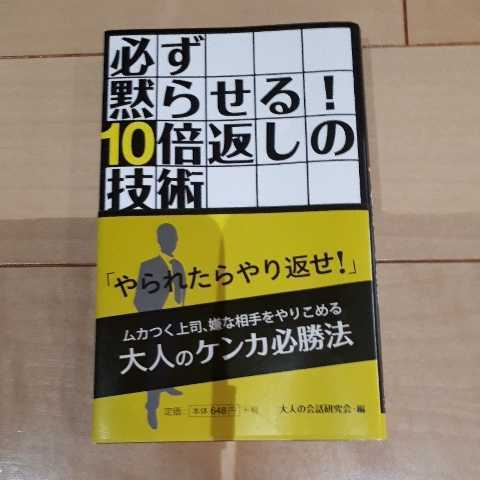 必ず
黙らせる!
10倍返しの
技術
「やられたらやり返せ!」
ムカつく上司、嫌な相手をやりこめる
大人のケンカ必勝法
定価: 本体 648円 +税
大人の会話研究会・編